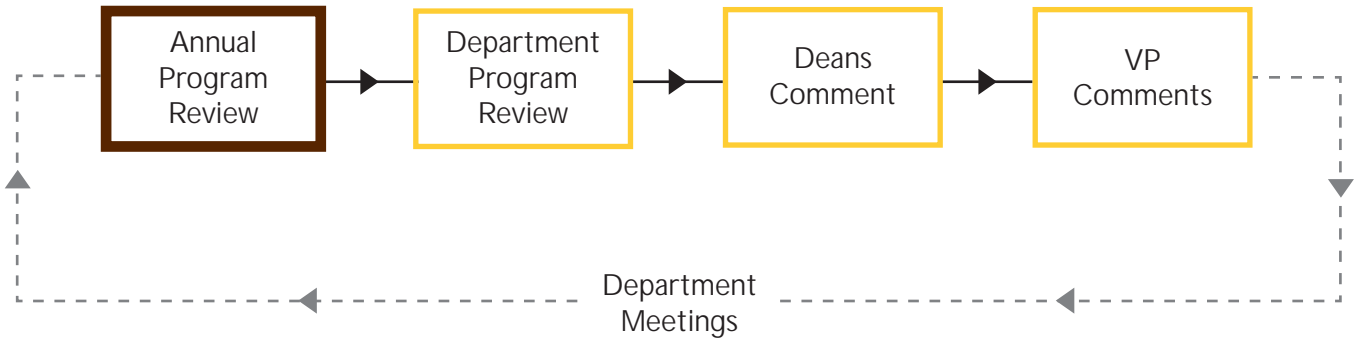 Annual
Program
Review
Department
Program
Review
Deans
Comment
VP
Comments
Department
Meetings